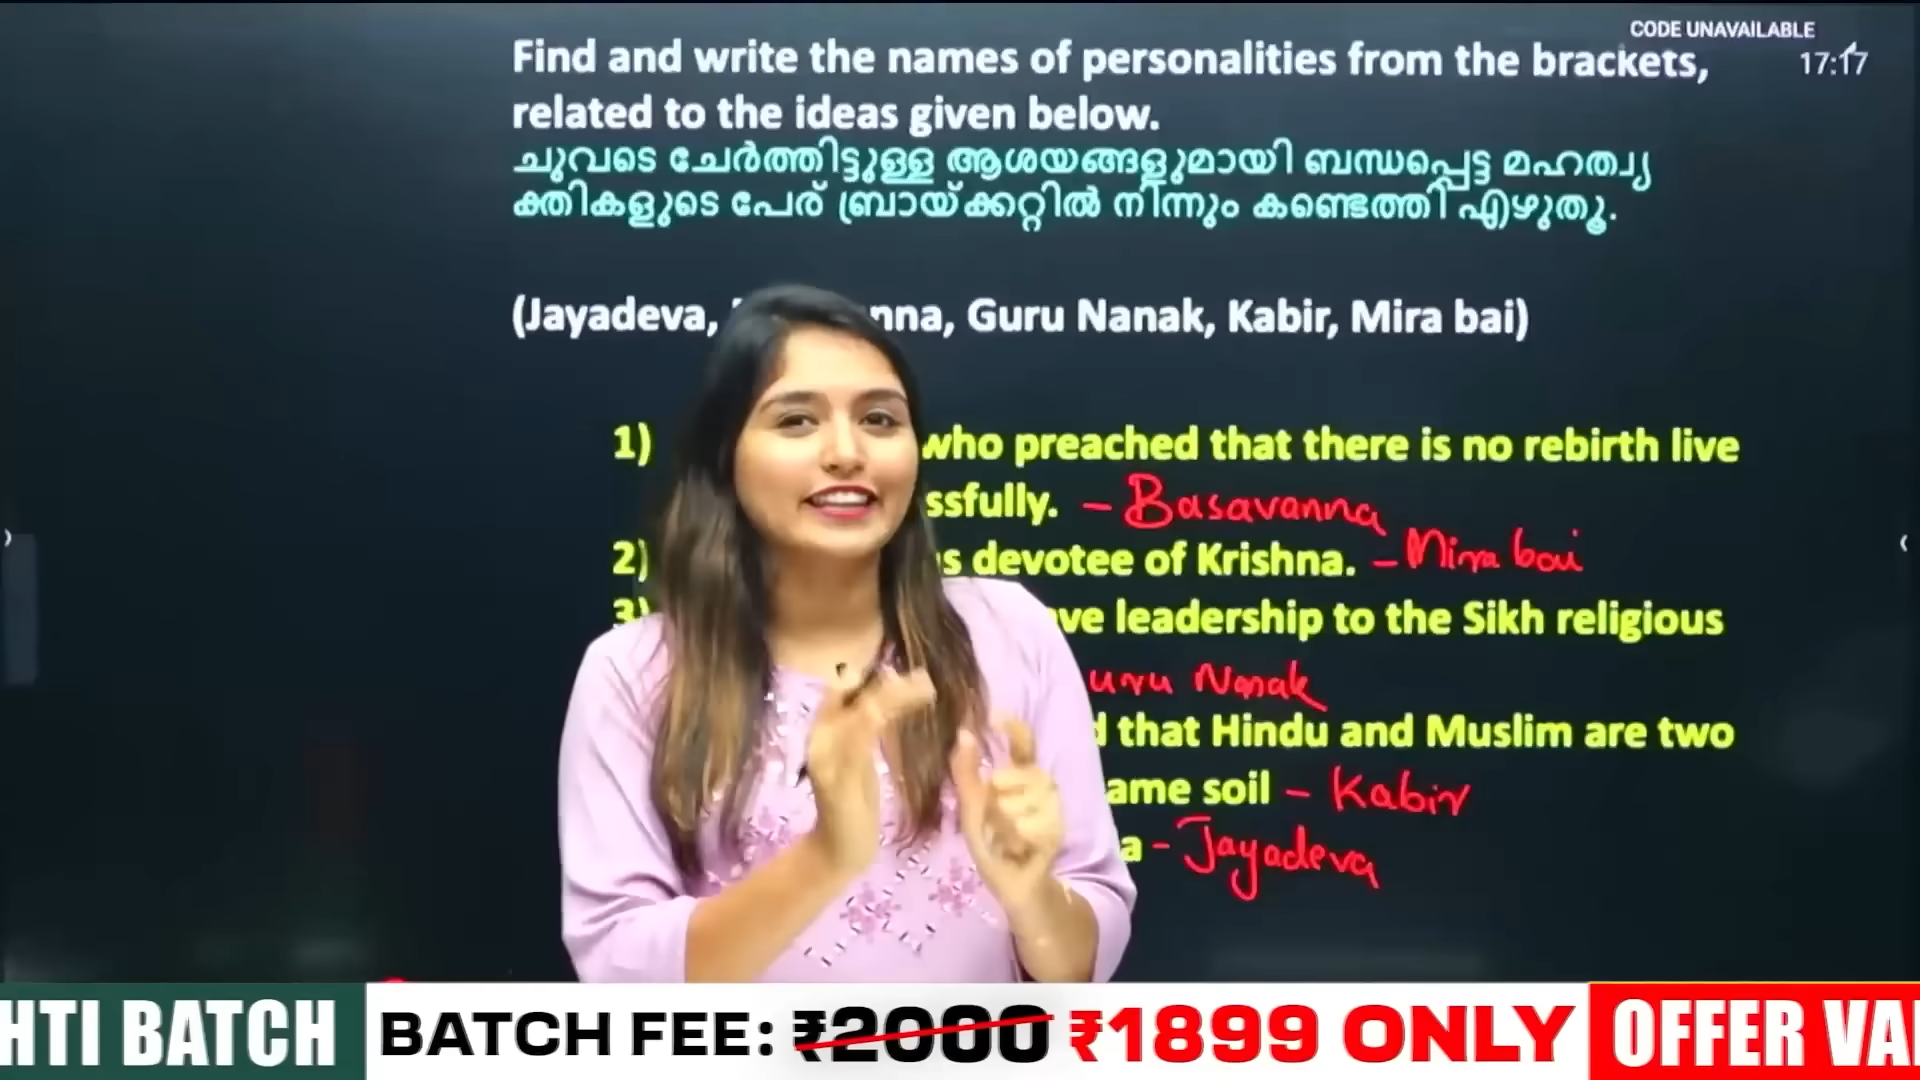 CODE UNAVAILABLE
17:17
Find and write the names of personalities from the brackets,
related to the ideas given below.
ചുവടെ ചേർത്തിട്ടുള്ള ആശയങ്ങളുമായി ബന്ധപ്പെട്ട മഹത്വ്യ
ക്തികളുടെ പേര് ബ്രായ്ക്കറ്റിൽ നിന്നും കണ്ടെത്തി എഴുതൂ.
(Jayadeva, nna, Guru Nanak, Kabir, Mira bai)
1) who preached that there is no rebirth live
ssfully. - Basavanna
2) s devotee of Krishna. - Mira bai
3) ve leadership to the Sikh religious
uru Nanak
d that Hindu and Muslim are two
ame soil - Kabir
a - Jayadeva
HTI BATCH BATCH FEE: ₹2000 ₹1899 ONLY OFFER VA